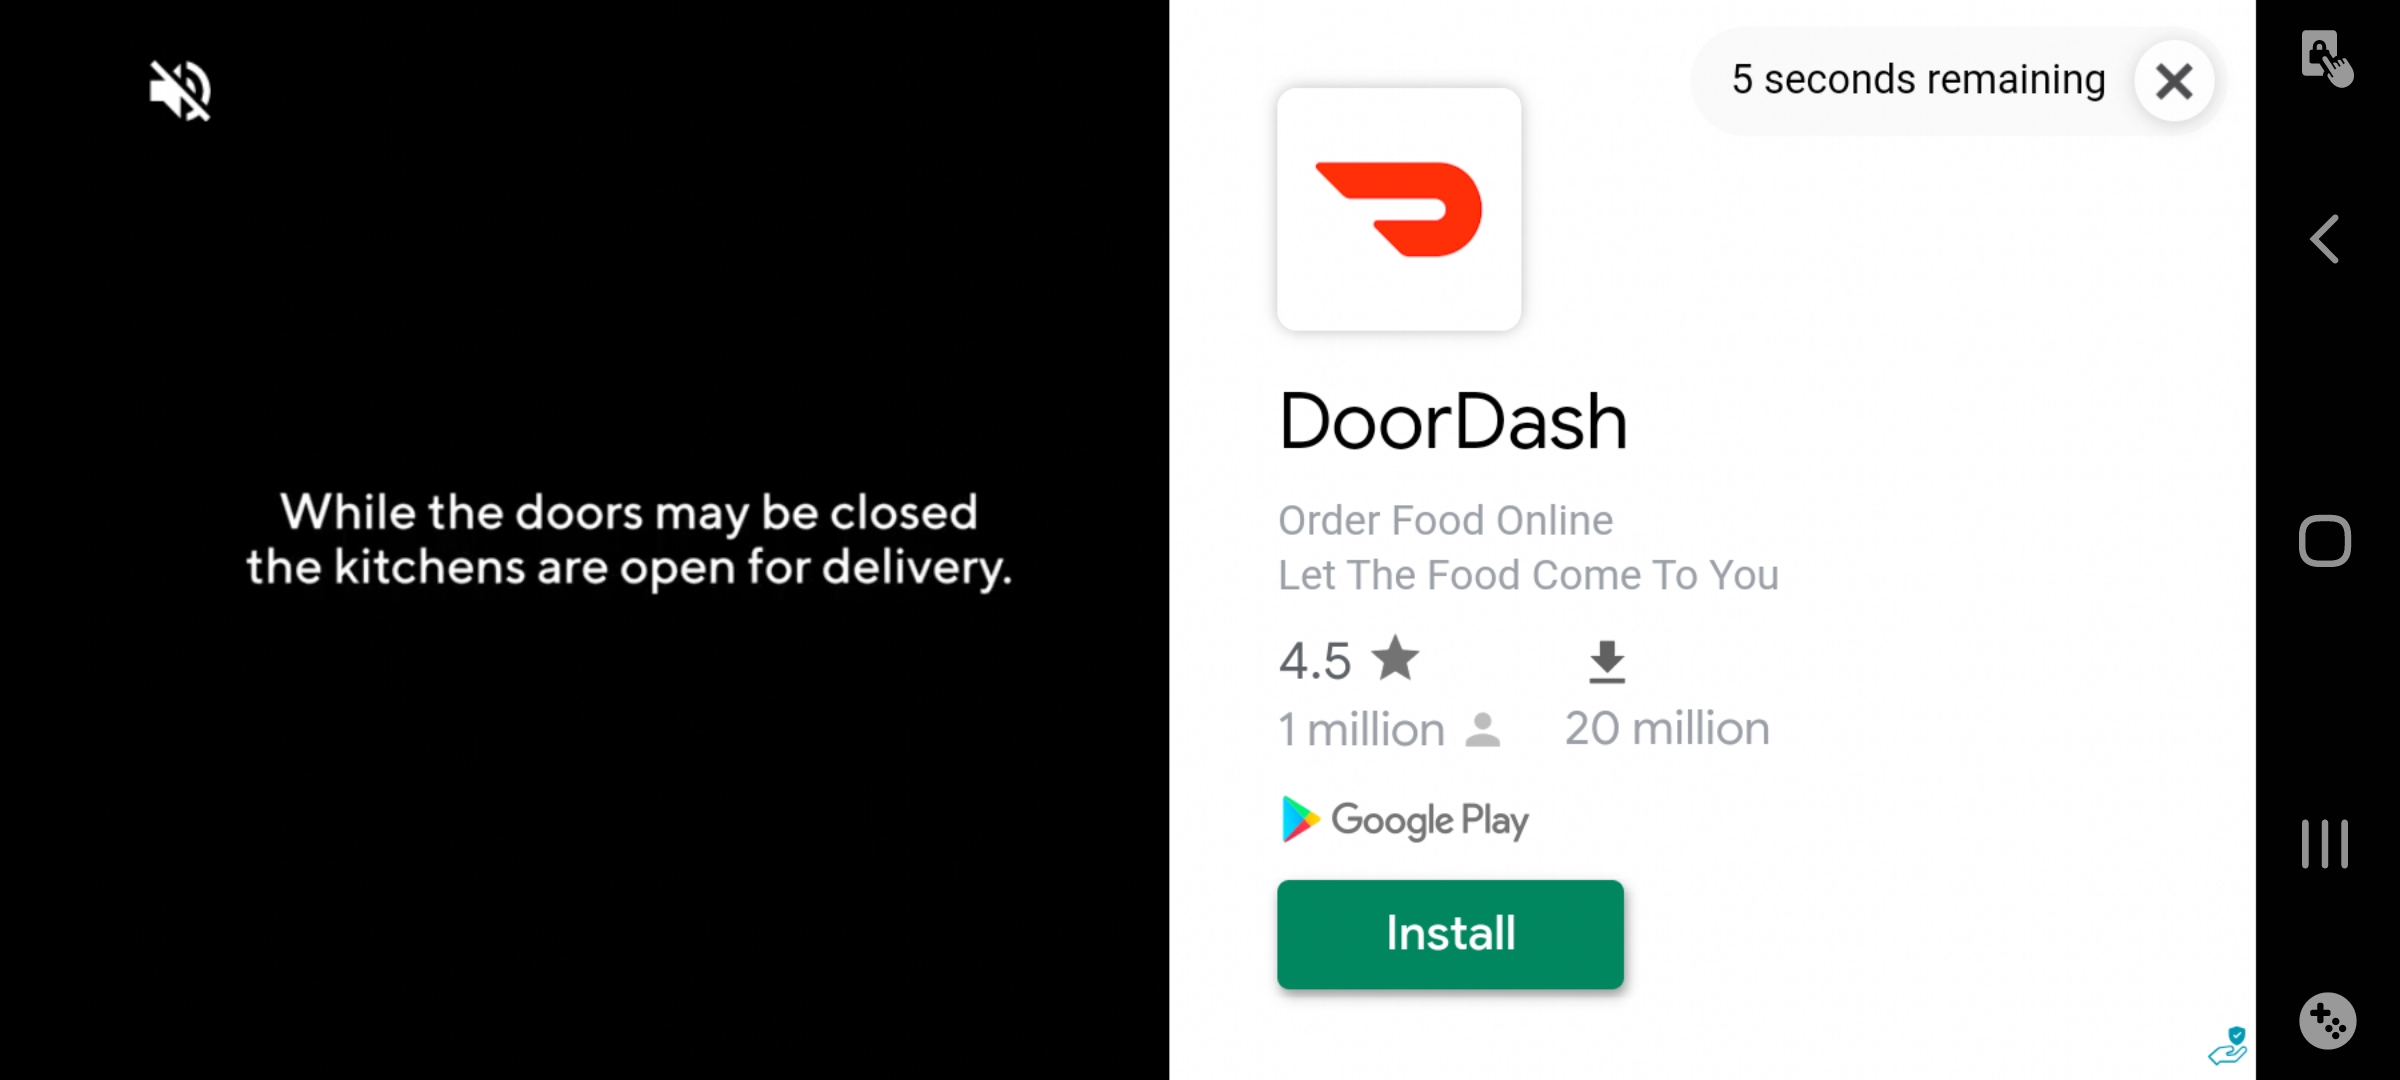 While the doors may be closed
the kitchens are open for delivery.
5 seconds remaining
DoorDash
Order Food Online
Let The Food Come To You
4.5
1 million
20 million
Google Play
Install